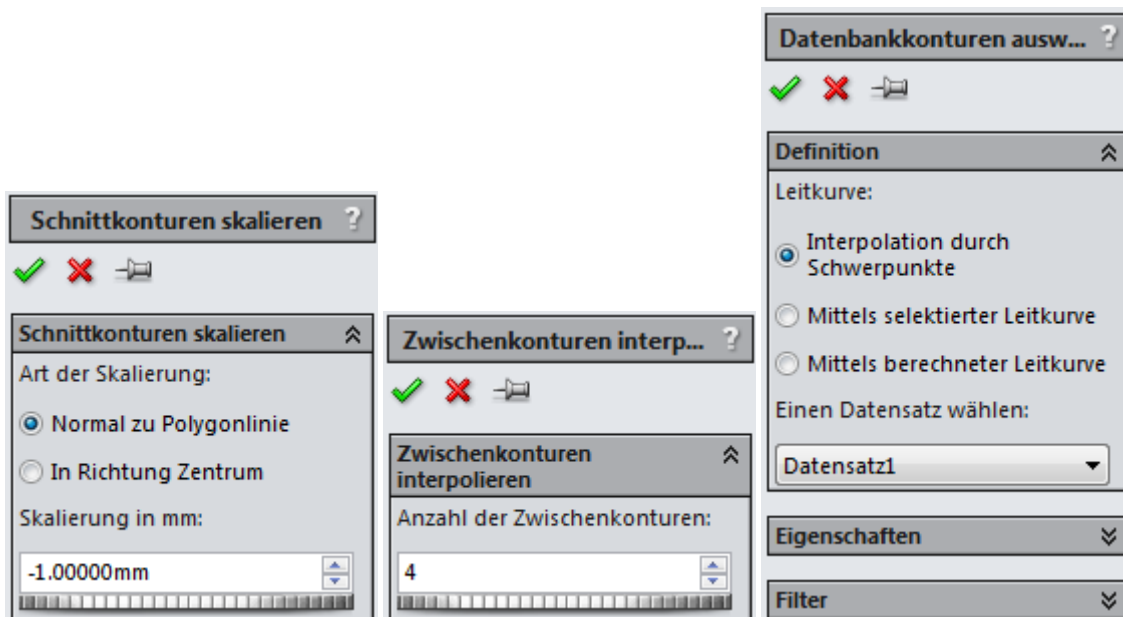 Schnittkonturen skalieren ?
Schnittkonturen skalieren
Art der Skalierung:
Normal zu Polygonlinie
In Richtung Zentrum
Skalierung in mm:
-1.00000mm
Zwischenkonturen interp... ?
Zwischenkonturen
interpolieren
Anzahl der Zwischenkonturen:
4
Datenbankkonturen ausw... ?
Definition
Leitkurve:
Interpolation durch
Schwerpunkte
Mittels selektierter Leitkurve
Mittels berechneter Leitkurve
Einen Datensatz wählen:
Datensatz1
Eigenschaften
Filter